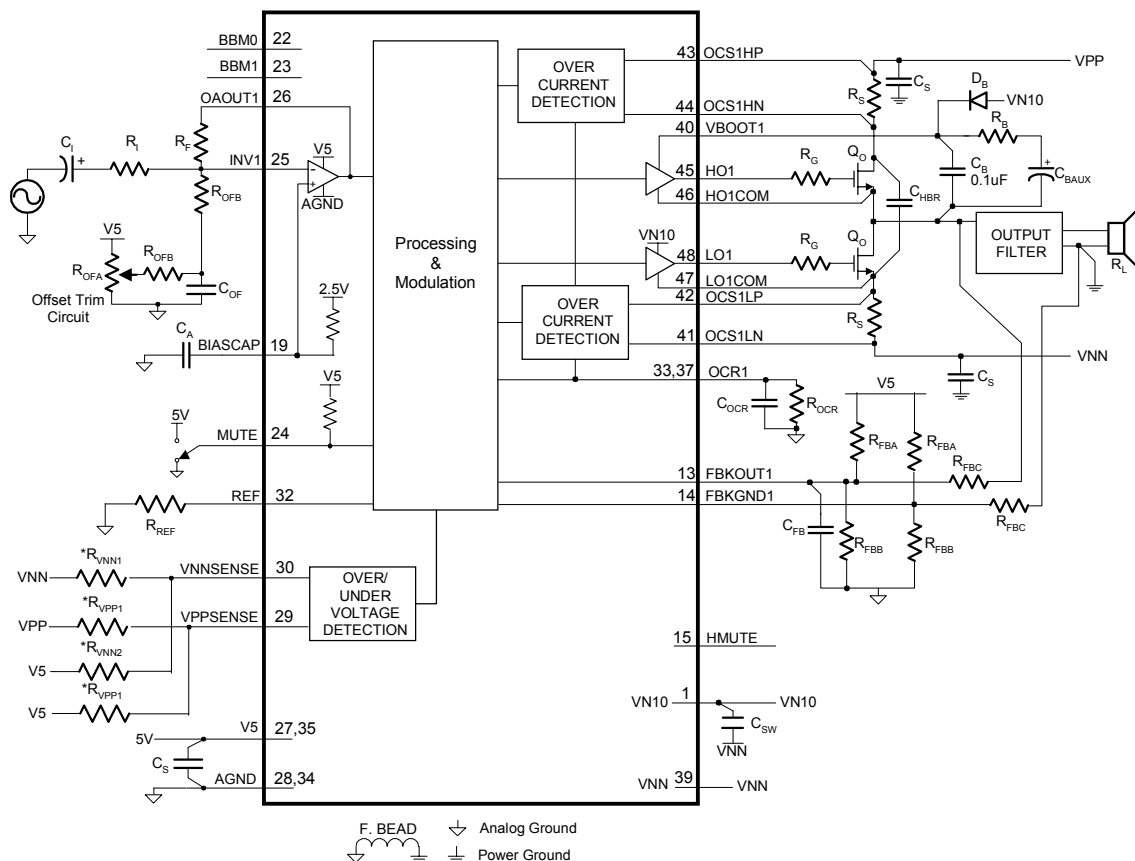 BBM0 22
BBM1 23
OAOUT1 26
C_I +
R_I
R_F
INV1 25
V5
AGND
R_OFB
V5
R_OFB
R_OFA
Offset Trim
Circuit
C_OF
2.5V
C_A
BIASCAP 19
V5
5V
MUTE 24
REF 32
R_REF
*R_VNN1
VNN
VNNSENSE 30
*R_VPP1
VPP
VPPSENSE 29
*R_VNN2
V5
*R_VPP1
V5
V5 27,35
5V
C_S
AGND 28,34
Processing
&
Modulation
OVER/
UNDER
VOLTAGE
DETECTION
OVER
CURRENT
DETECTION
OVER
CURRENT
DETECTION
VN10
43 OCS1HP
44 OCS1HN
40 VBOOT1
45 HO1
46 HO1COM
48 LO1
47 LO1COM
42 OCS1LP
41 OCS1LN
33,37 OCR1
13 FBKOUT1
14 FBKGND1
15 HMUTE
VN10 1 VN10
C_SW
VNN
VNN 39 VNN
VPP
C_S
R_S
D_B
VN10
R_B
C_B
0.1uF
+
C_BAUX
R_G
Q_O
C_HBR
R_G
Q_O
OUTPUT
FILTER
R_L
R_S
VNN
C_S
C_OCR
R_OCR
V5
R_FBA
R_FBA
R_FBC
R_FBC
C_FB
R_FBB
R_FBB
F. BEAD
Analog Ground
Power Ground